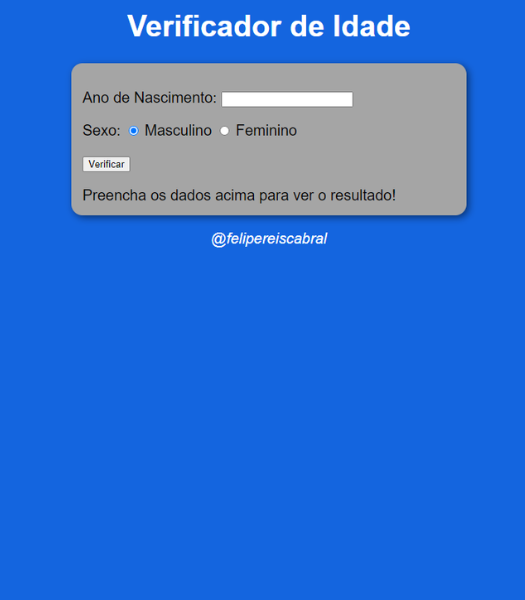 Verificador de Idade
Ano de Nascimento:
Sexo: Masculino Feminino
Verificar
Preencha os dados acima para ver o resultado!
@felipereiscabral